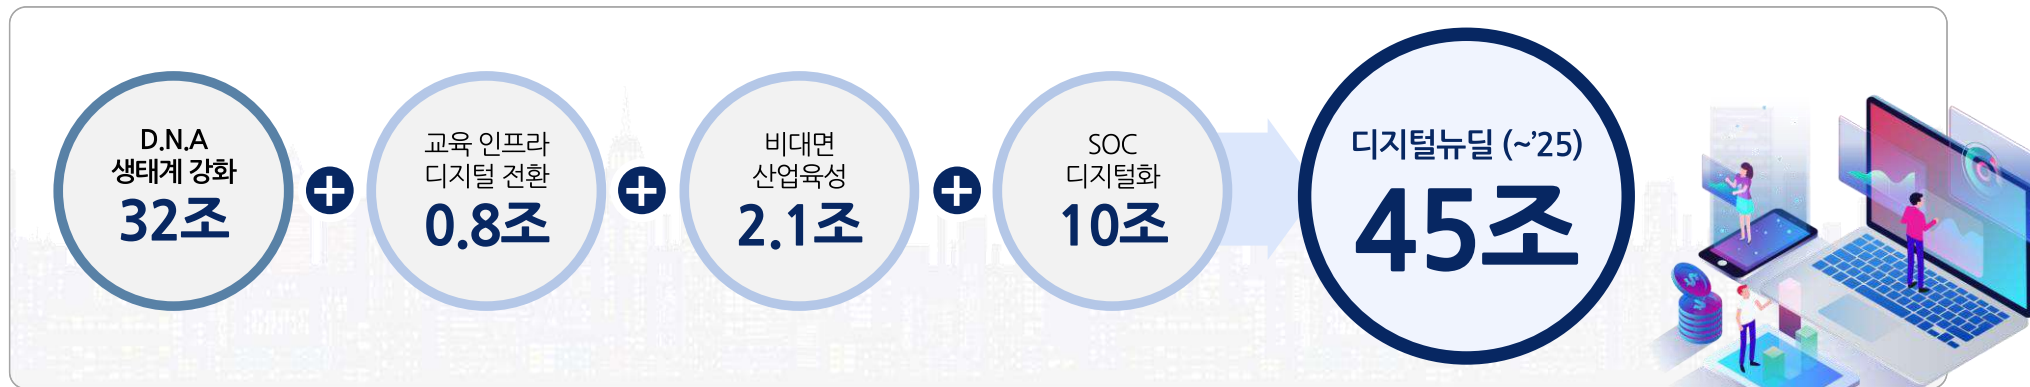 D.N.A
생태계 강화
32조
+
교육 인프라
디지털 전환
0.8조
+
비대면
산업육성
2.1조
+
SOC
디지털화
10조
디지털뉴딜 (~'25)
45조